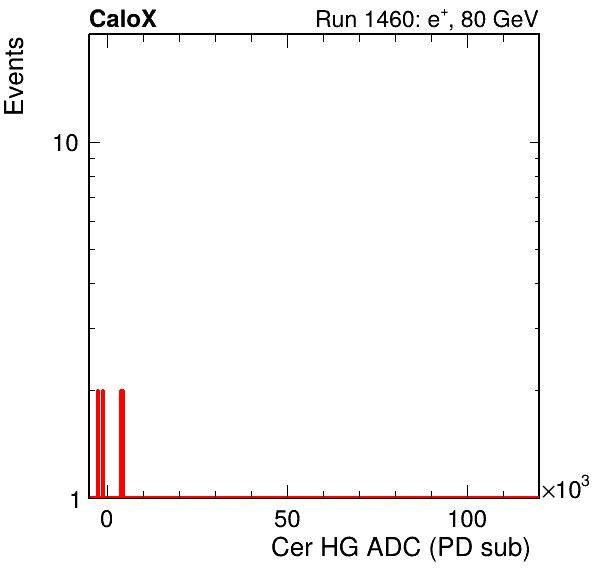 CaloX Run 1460: e⁺, 80 GeV
Events
10
1
×10³
0 50 100
Cer HG ADC (PD sub)